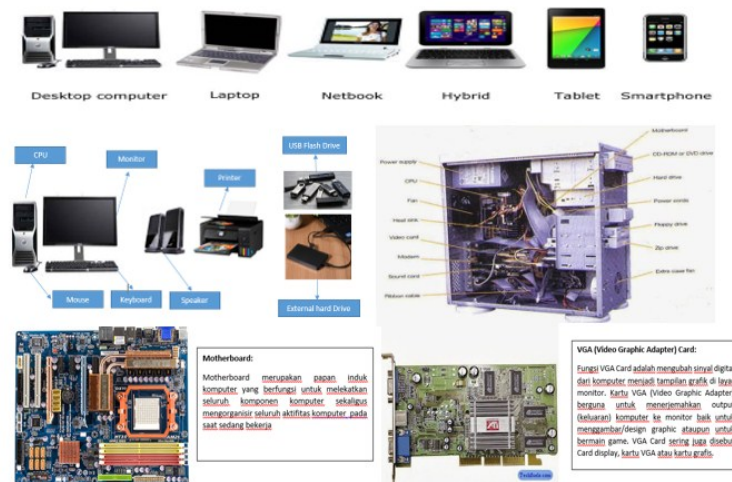 Desktop computer
Laptop
Netbook
Hybrid
Tablet
Smartphone
CPU
Monitor
Printer
USB Flash Drive
Mouse
Keyboard
Speaker
External hard Drive
Motherboard
Power supply
CD-ROM or DVD drive
CPU
Hard drive
Fan
Power cords
Heat sink
Floppy drive
Video card
Zip drive
Modem
Sound card
Extra case fan
Ribbon cable
Motherboard:
Motherboard merupakan papan induk
komputer yang berfungsi untuk melekatkan
seluruh komponen komputer sekaligus
mengorganisir seluruh aktifitas komputer pada
saat sedang bekerja
VGA (Video Graphic Adapter) Card:
Fungsi VGA Card adalah mengubah sinyal digita
dari komputer menjadi tampilan grafik di laya
monitor. Kartu VGA (Video Graphic Adapter
berguna untuk menerjemahkan outpu
(keluaran) komputer ke monitor baik untul
menggambar/design graphic ataupun untul
bermain game. VGA Card sering juga disebu
Card display, kartu VGA atau kartu grafis.
ATI